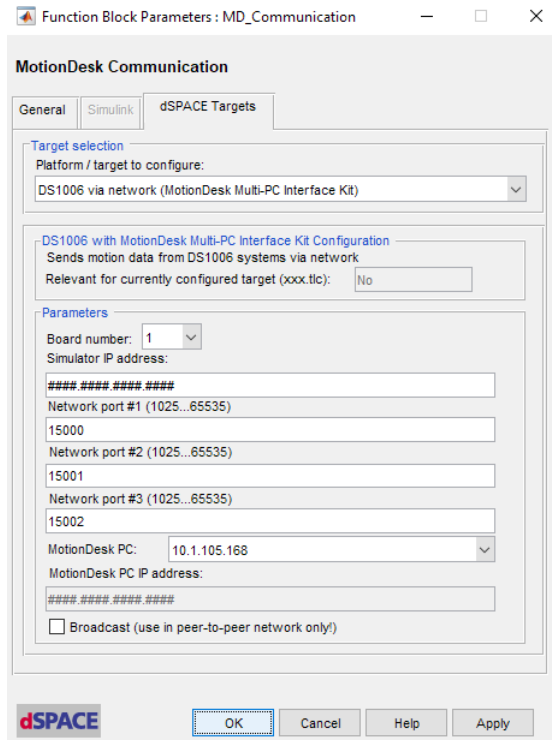 Function Block Parameters : MD_Communication
MotionDesk Communication
General
Simulink
dSPACE Targets
Target selection
Platform / target to configure:
DS1006 via network (MotionDesk Multi-PC Interface Kit)
DS1006 with MotionDesk Multi-PC Interface Kit Configuration
Sends motion data from DS1006 systems via network
Relevant for currently configured target (xxx.tlc): No
Parameters
Board number: 1
Simulator IP address:
####.####.####.####
Network port #1 (1025...65535)
15000
Network port #2 (1025...65535)
15001
Network port #3 (1025...65535)
15002
MotionDesk PC: 10.1.105.168
MotionDesk PC IP address:
####.####.####.####
Broadcast (use in peer-to-peer network only!)
dSPACE
OK
Cancel
Help
Apply